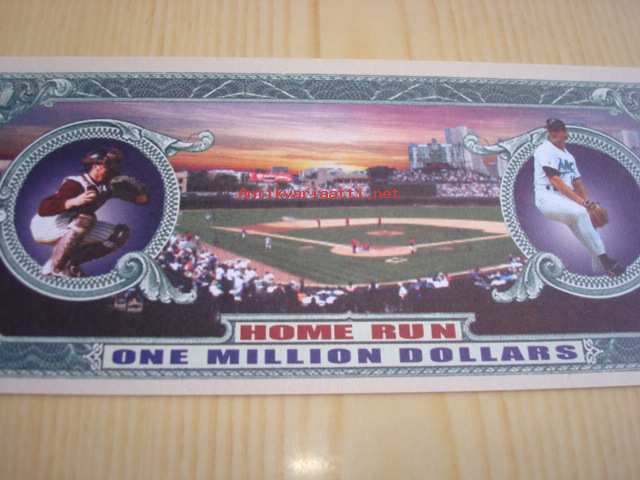 Antikvariaatti.net
HOME RUN
ONE MILLION DOLLARS